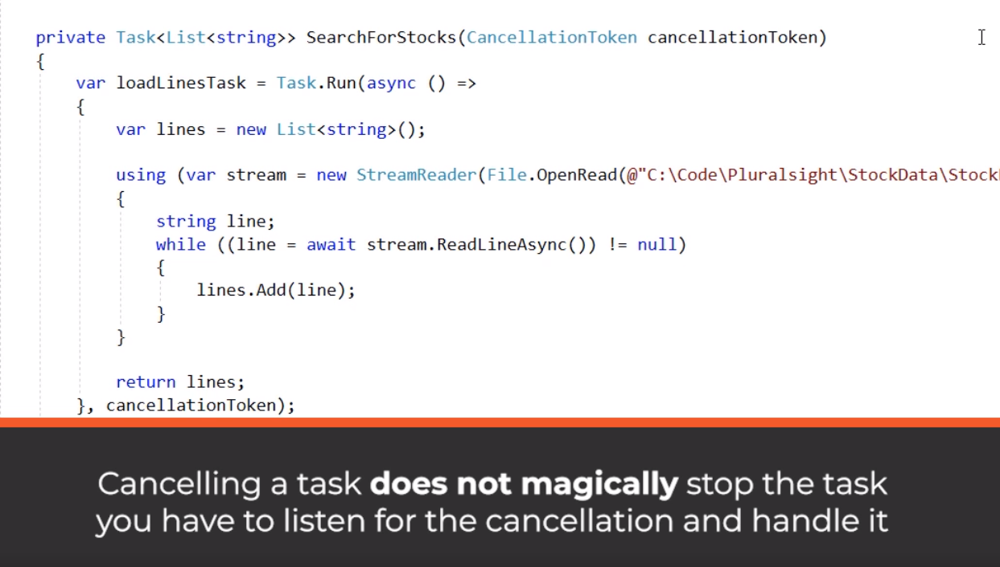 private Task<List<string>> SearchForStocks(CancellationToken cancellationToken)
{
var loadLinesTask = Task.Run(async () =>
{
var lines = new List<string>();
using (var stream = new StreamReader(File.OpenRead(@"C:\Code\Pluralsight\StockData\Stock
{
string line;
while ((line = await stream.ReadLineAsync()) != null)
{
lines.Add(line);
}
}
return lines;
}, cancellationToken);
Cancelling a task does not magically stop the task
you have to listen for the cancellation and handle it